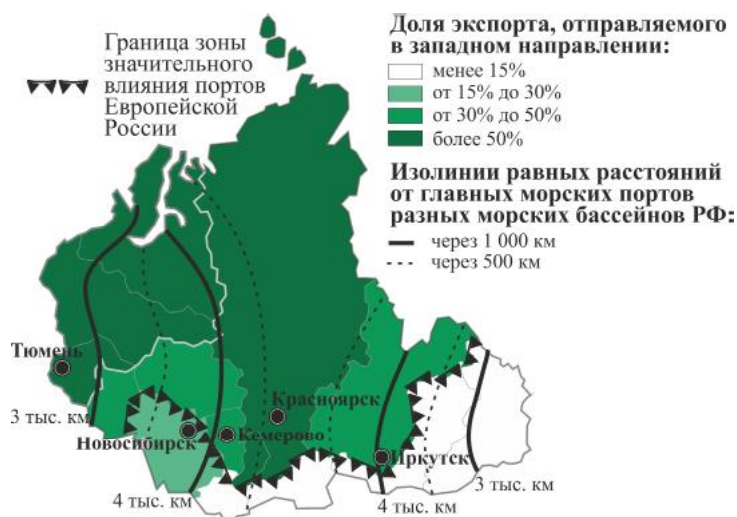 Граница зоны
значительного
влияния портов
Европейской
России
Доля экспорта, отправляемого
в западном направлении:
менее 15%
от 15% до 30%
от 30% до 50%
более 50%
Изолинии равных расстояний
от главных морских портов
разных морских бассейнов РФ:
через 1 000 км
через 500 км
Тюмень
Красноярск
3 тыс. км
Новосибирск
Кемерово
Иркутск
4 тыс. км
4 тыс. км
3 тыс. км